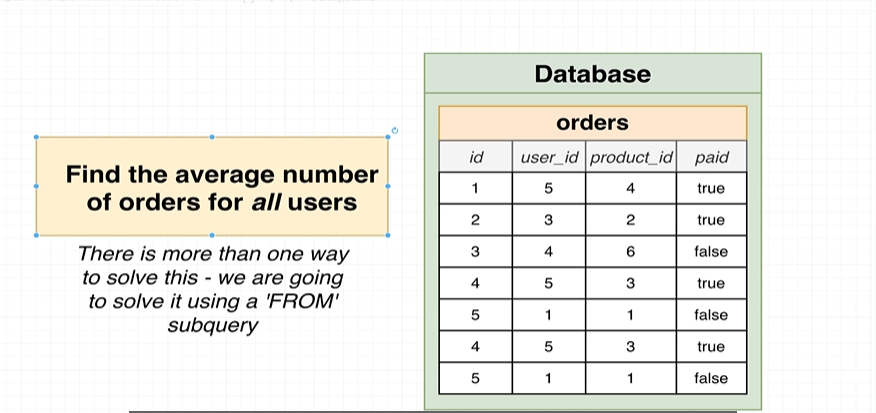 Database
orders
id user_id product_id paid
1 5 4 true
2 3 2 true
3 4 6 false
4 5 3 true
5 1 1 false
4 5 3 true
5 1 1 false
Find the average number
of orders for all users
There is more than one way
to solve this - we are going
to solve it using a 'FROM'
subquery